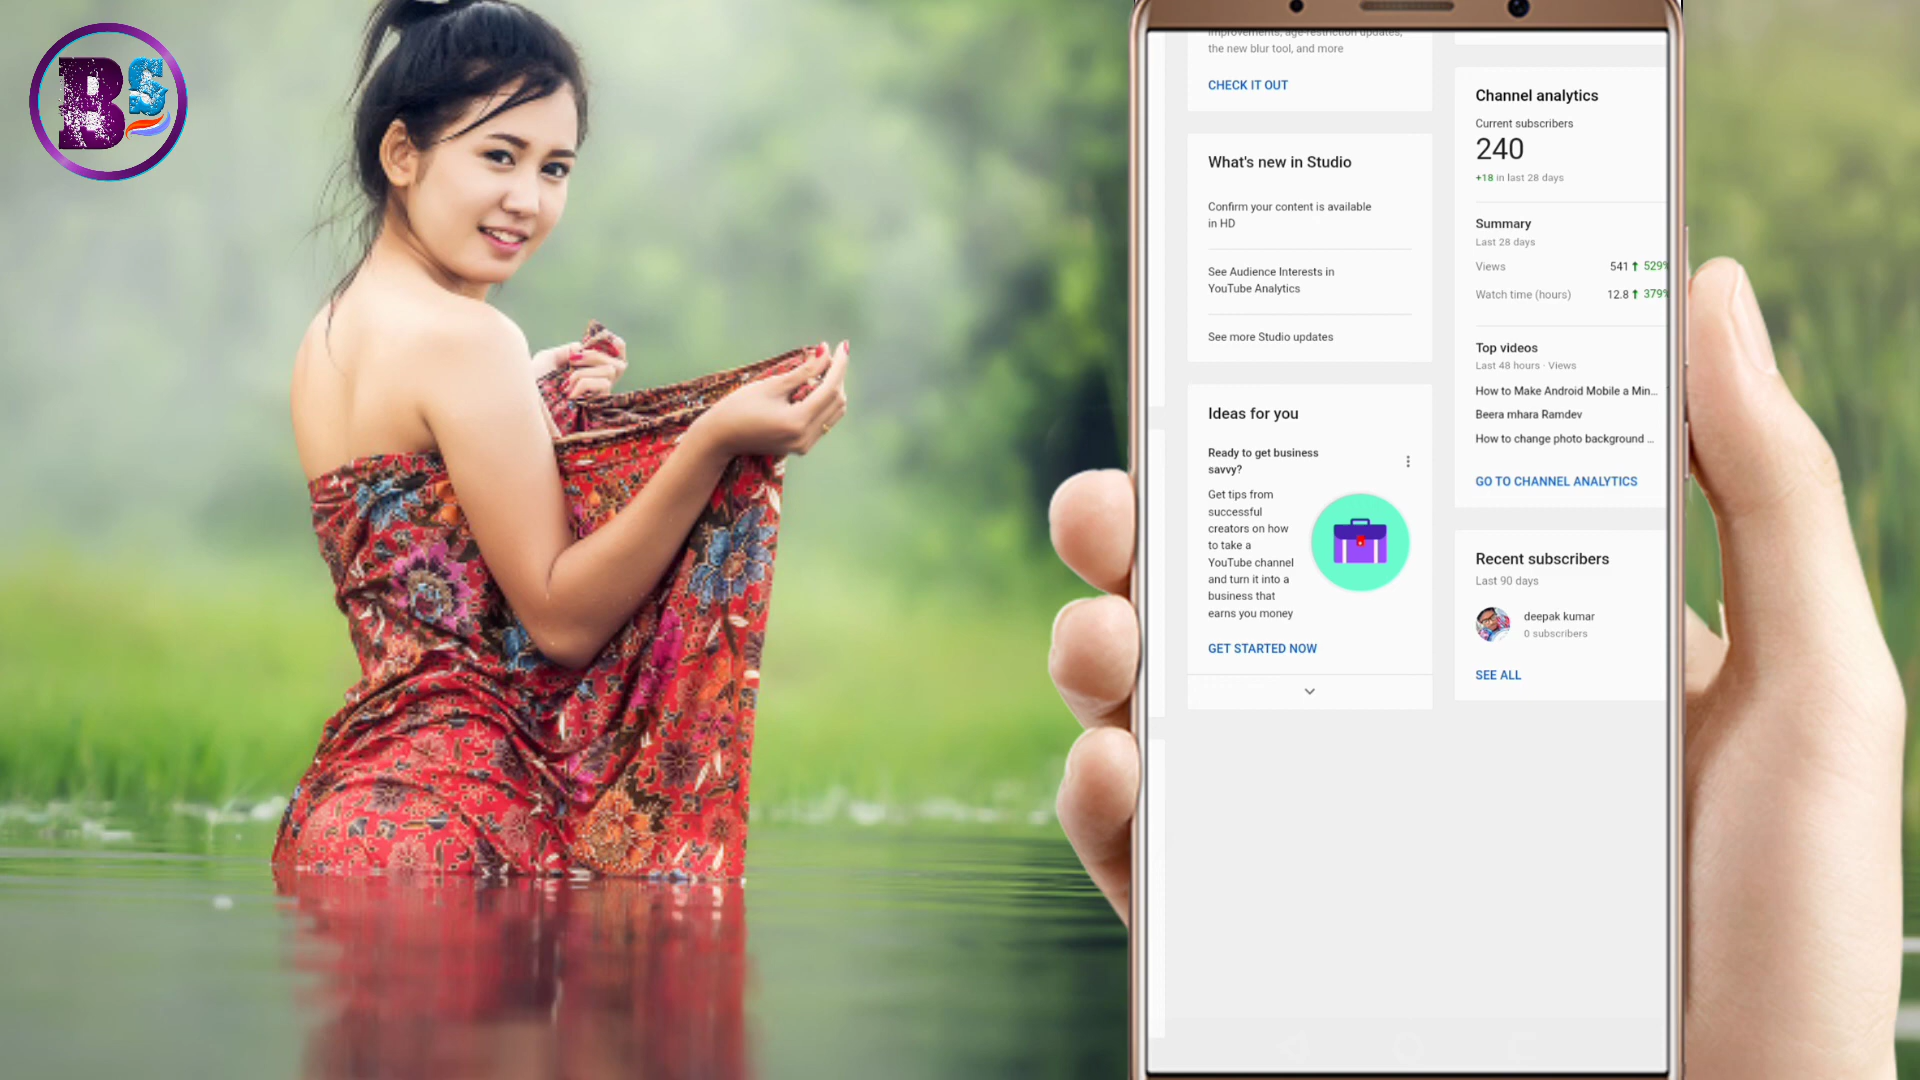 BS
improvements, age-restriction updates,
the new blur tool, and more
CHECK IT OUT
What's new in Studio
Confirm your content is available
in HD
See Audience Interests in
YouTube Analytics
See more Studio updates
Ideas for you
Ready to get business
savvy?
Get tips from
successful
creators on how
to take a
YouTube channel
and turn it into a
business that
earns you money
GET STARTED NOW
Channel analytics
Current subscribers
240
+18 in last 28 days
Summary
Last 28 days
Views 541 529%
Watch time (hours) 12.8 379%
Top videos
Last 48 hours · Views
How to Make Android Mobile a Min...
Beera mhara Ramdev
How to change photo background ...
GO TO CHANNEL ANALYTICS
Recent subscribers
Last 90 days
deepak kumar
0 subscribers
SEE ALL